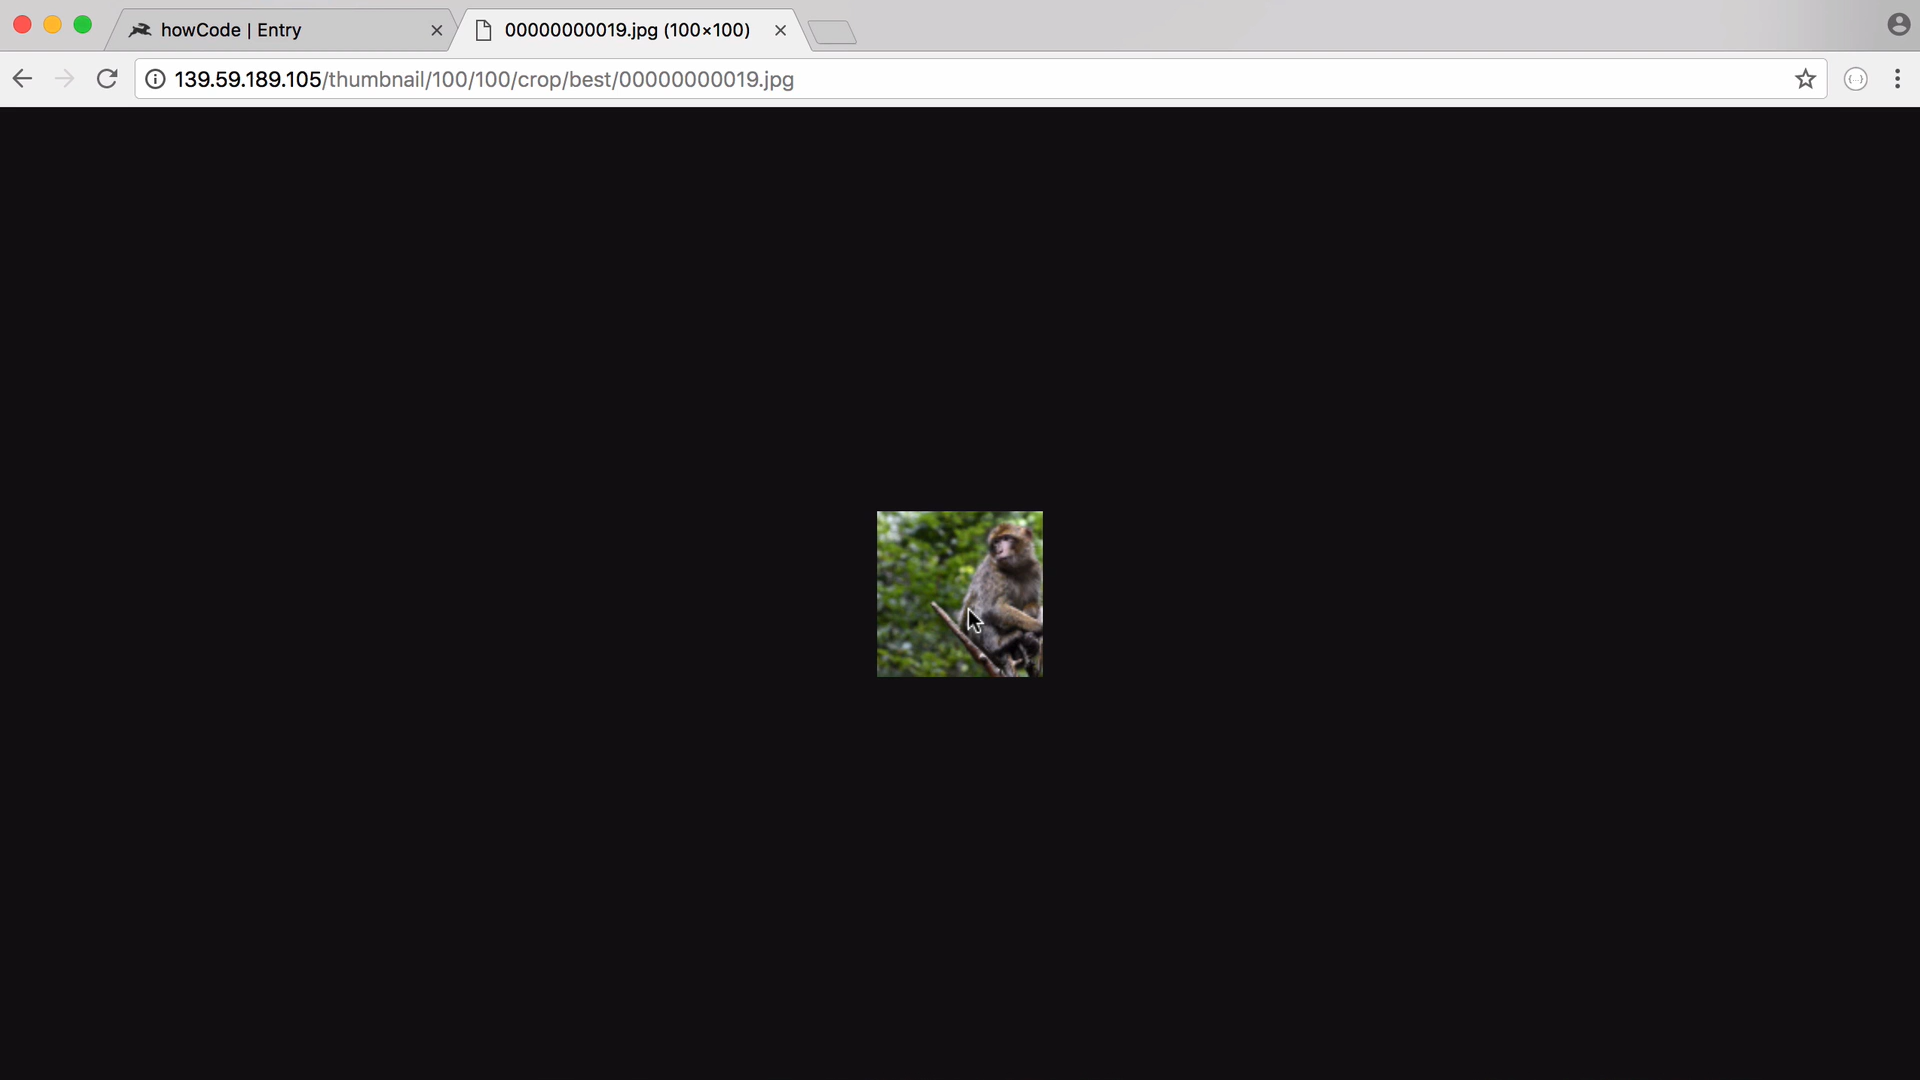 howCode | Entry
00000000019.jpg (100×100)
139.59.189.105/thumbnail/100/100/crop/best/00000000019.jpg